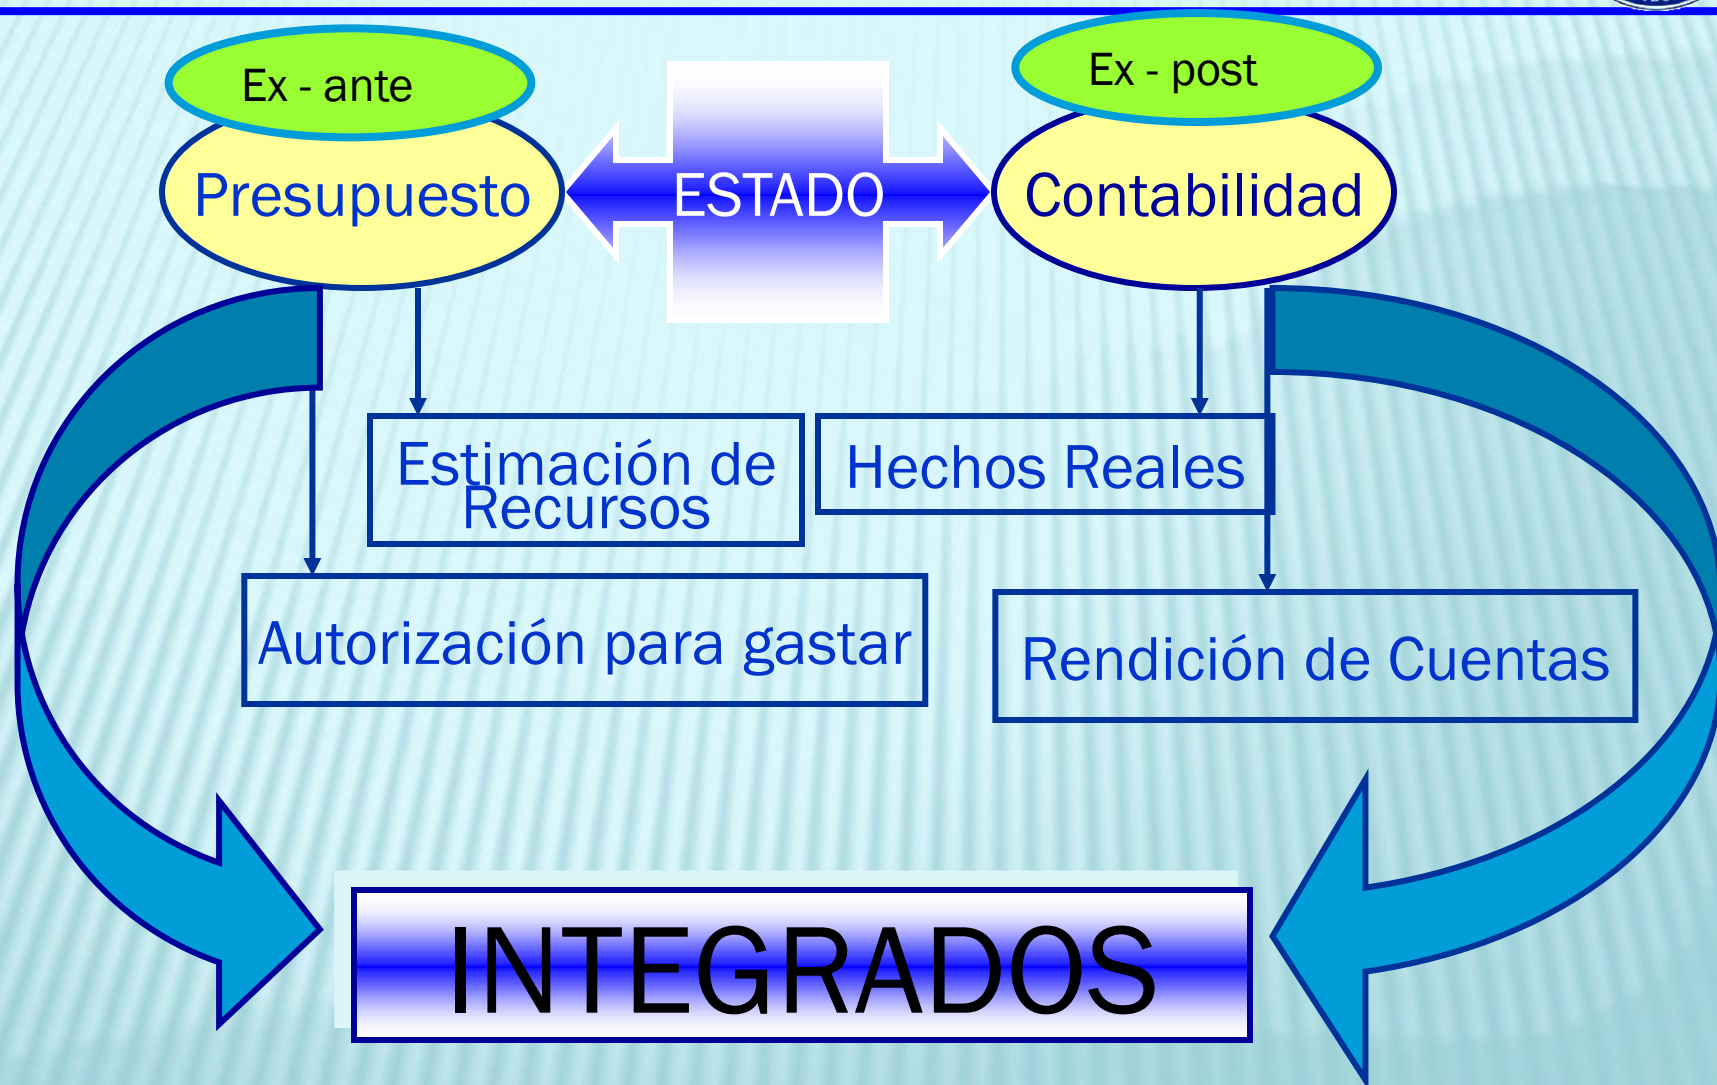 Ex - ante
Ex - post
Presupuesto
ESTADO
Contabilidad
Estimación de
Recursos
Hechos Reales
Autorización para gastar
Rendición de Cuentas
INTEGRADOS